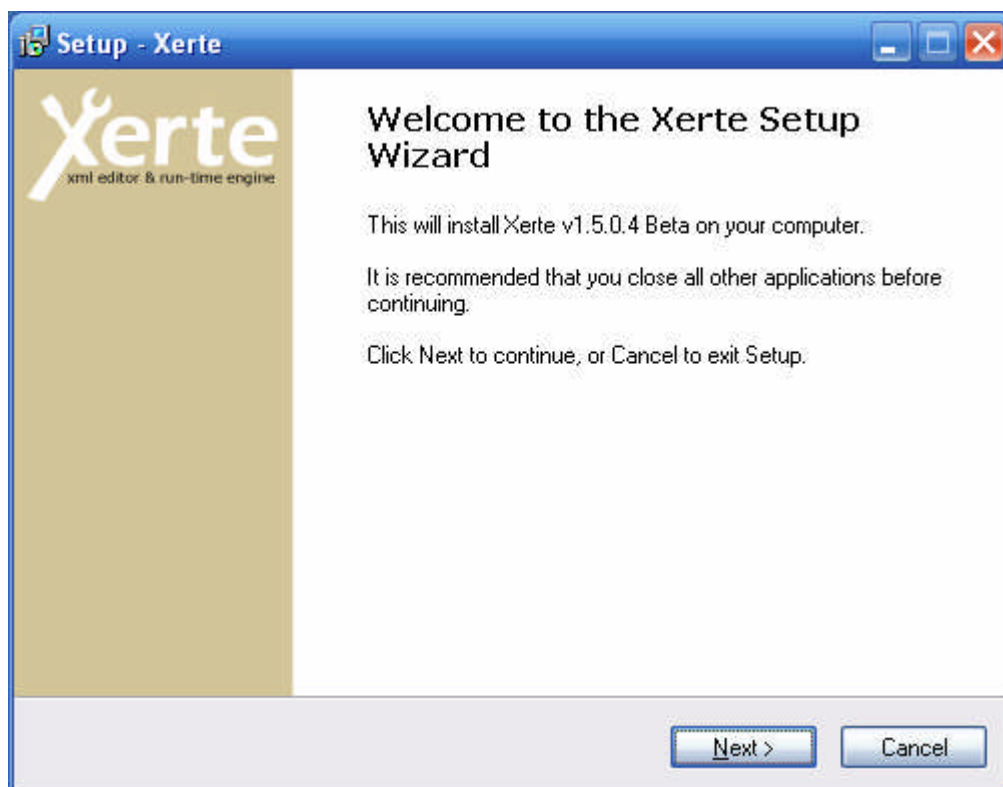 Setup - Xerte
Xerte
xml editor & run-time engine
Welcome to the Xerte Setup
Wizard
This will install Xerte v1.5.0.4 Beta on your computer.
It is recommended that you close all other applications before
continuing.
Click Next to continue, or Cancel to exit Setup.
Next >
Cancel